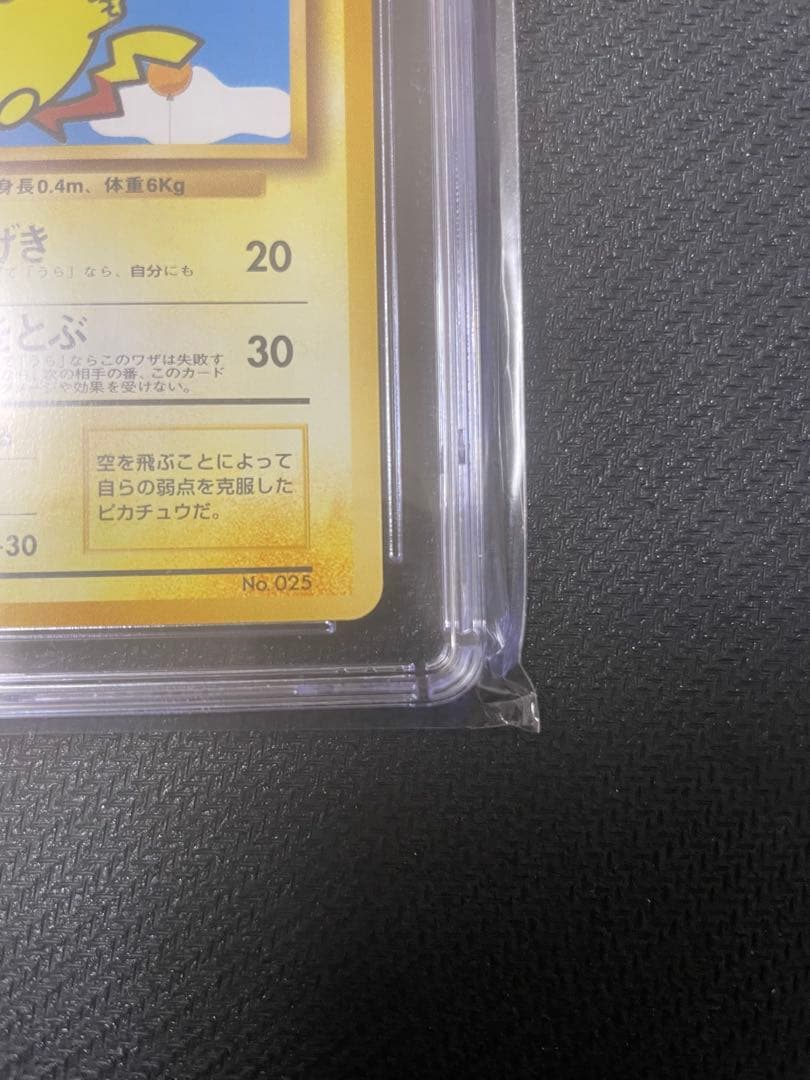 身長0.4m、体重6Kg
げき 20
「うら」なら、自分にも
とぶ 30
ならこのワザは失敗す
次の相手の番、このカード
や効果を受けない。
空を飛ぶことによって
自らの弱点を克服した
ピカチュウだ。
-30
No. 025